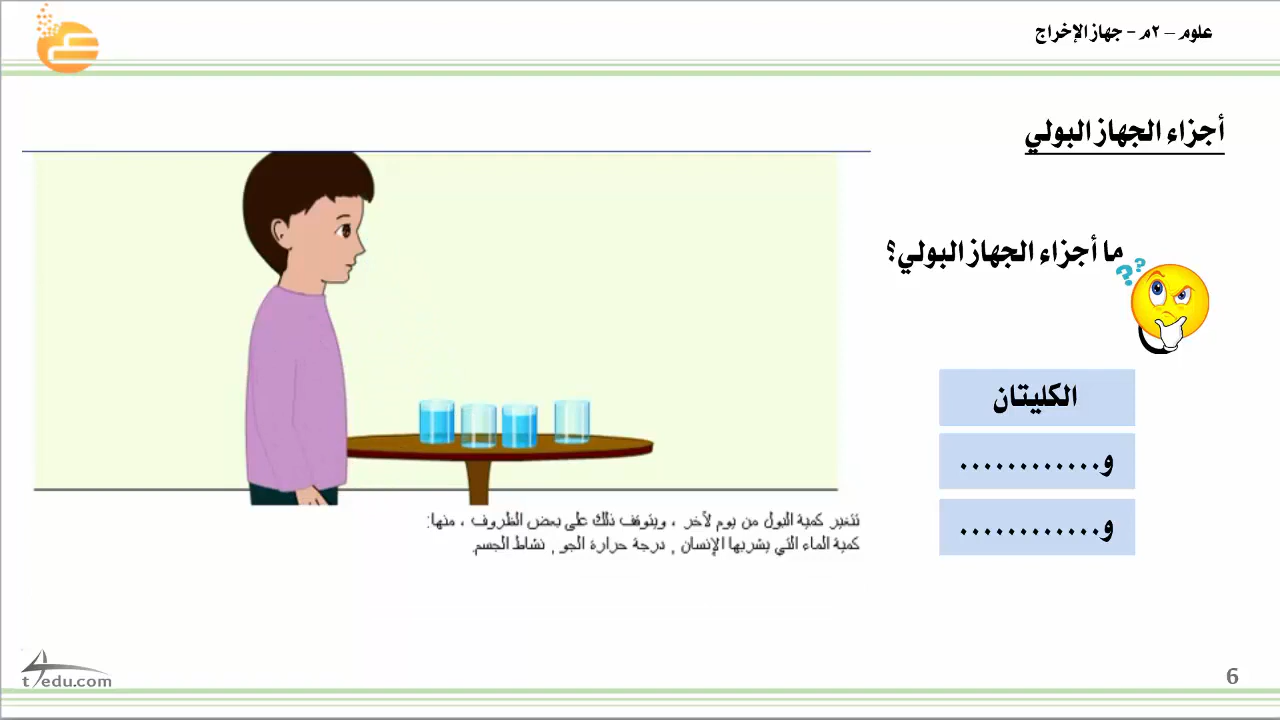 علوم – ٢م – جهاز الإخراج
أجزاء الجهاز البولي
ما أجزاء الجهاز البولي؟
??
الكليتان
و............
و............
تتغير كمية البول من يوم لآخر ، ويتوقف ذلك على بعض الظروف ، منها:
كمية الماء التي يشربها الإنسان , درجة حرارة الجو , نشاط الجسم.
t4edu.com
6